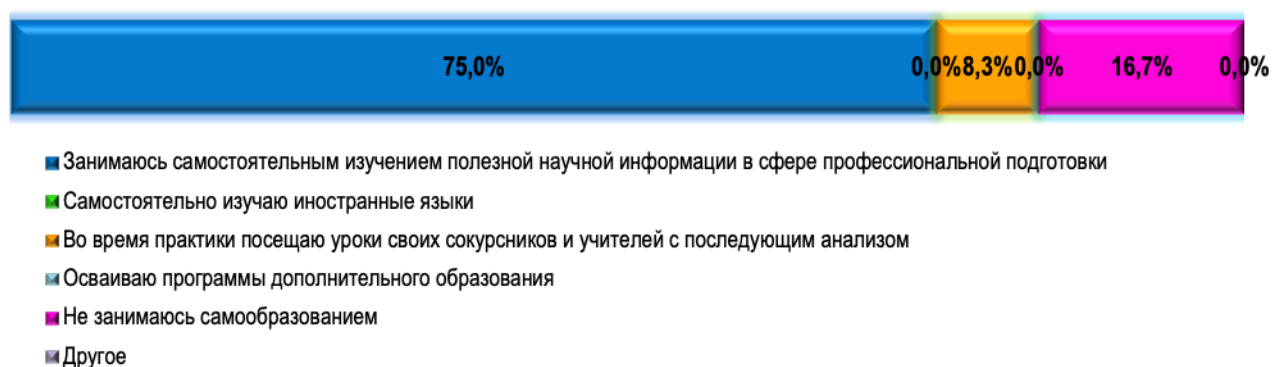 75,0% 0,0% 8,3% 0,0% 16,7% 0,0%
Занимаюсь самостоятельным изучением полезной научной информации в сфере профессиональной подготовки
Самостоятельно изучаю иностранные языки
Во время практики посещаю уроки своих сокурсников и учителей с последующим анализом
Осваиваю программы дополнительного образования
Не занимаюсь самообразованием
Другое